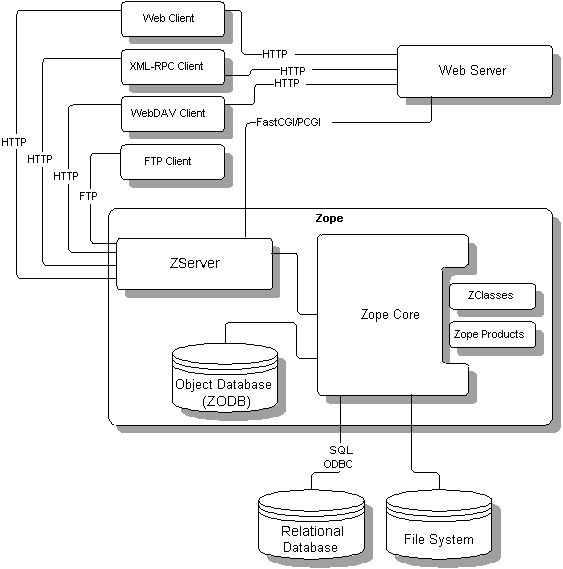 Web Client
HTTP
XML-RPC Client
HTTP
Web Server
HTTP
WebDAV Client
FastCGI/PCGI
HTTP
HTTP
FTP Client
HTTP
FTP
Zope
ZServer
ZClasses
Zope Core
Zope Products
Object Database
(ZODB)
SQL
ODBC
Relational
Database
File System